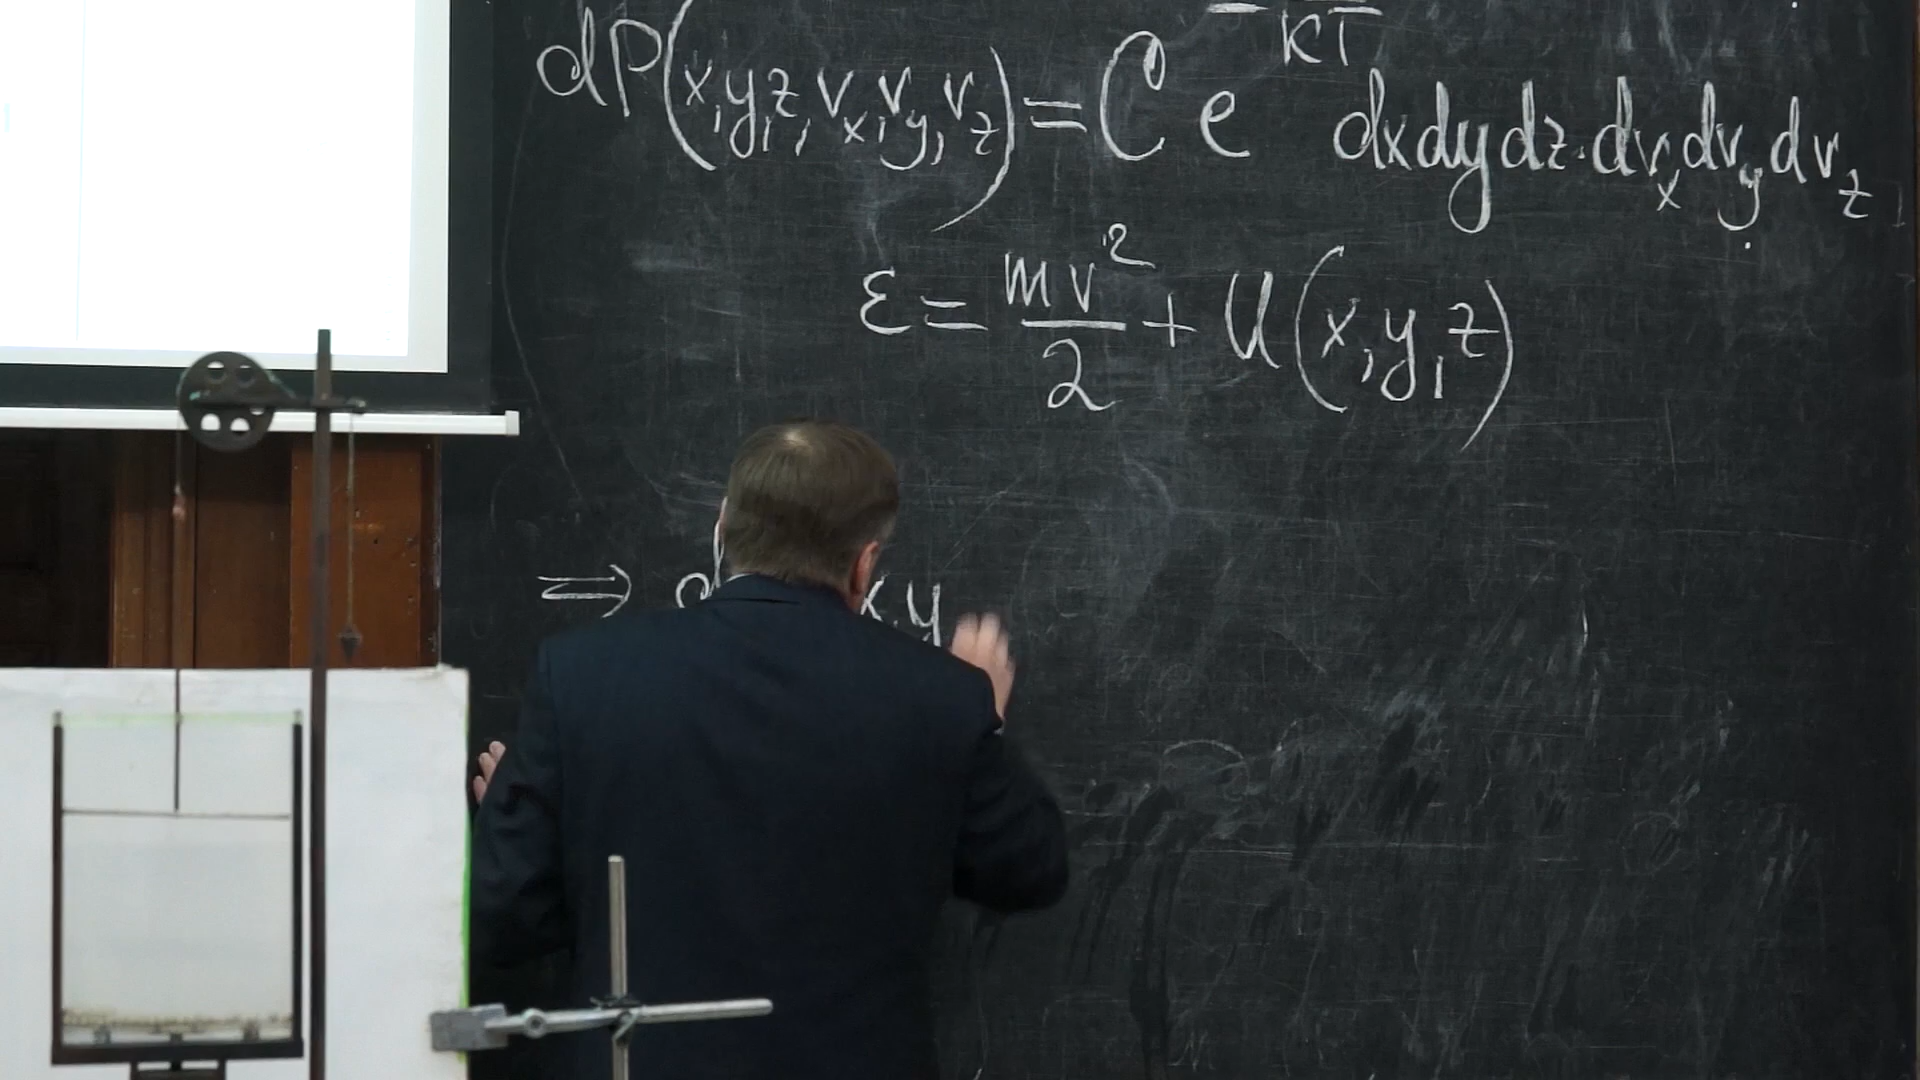 dP(x,y,z,vx,vy,vz) = C e^(-—/kT) dxdydz·dvxdvydvz
ε = mv²/2 + U(x,y,z)
⇒ d x,y